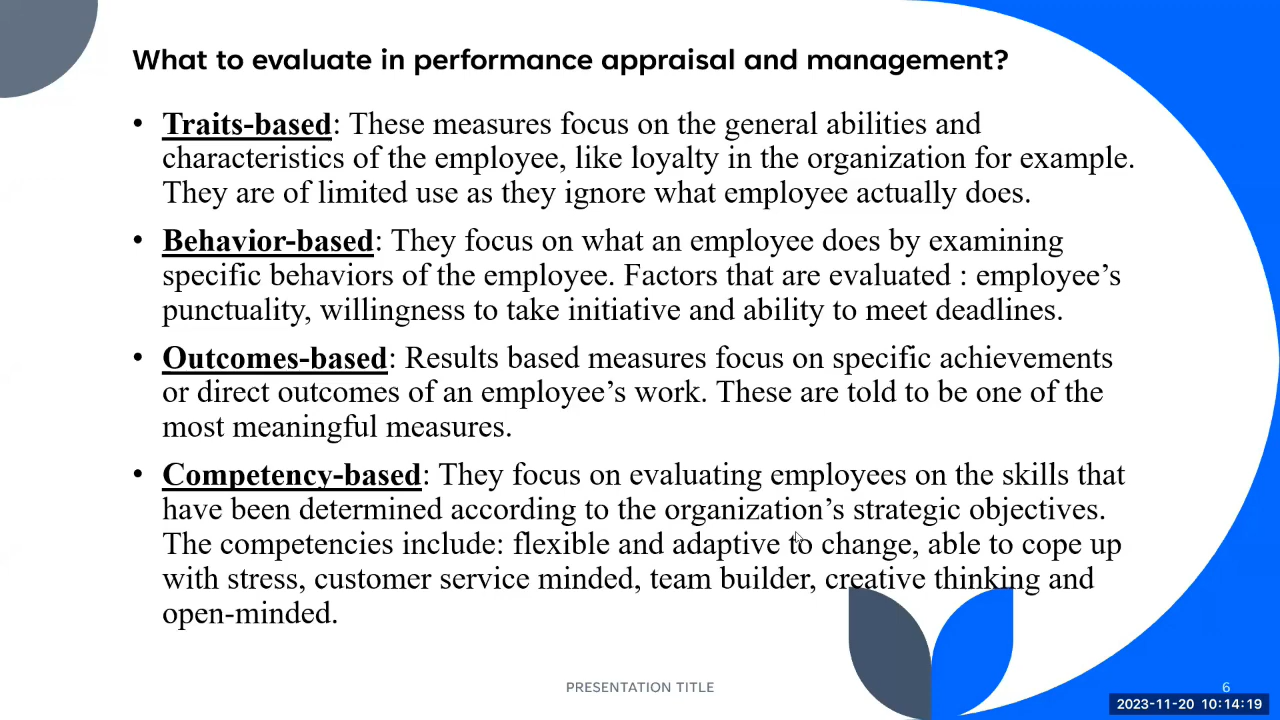 What to evaluate in performance appraisal and management?
• Traits-based: These measures focus on the general abilities and
characteristics of the employee, like loyalty in the organization for example.
They are of limited use as they ignore what employee actually does.
• Behavior-based: They focus on what an employee does by examining
specific behaviors of the employee. Factors that are evaluated : employee’s
punctuality, willingness to take initiative and ability to meet deadlines.
• Outcomes-based: Results based measures focus on specific achievements
or direct outcomes of an employee’s work. These are told to be one of the
most meaningful measures.
• Competency-based: They focus on evaluating employees on the skills that
have been determined according to the organization’s strategic objectives.
The competencies include: flexible and adaptive to change, able to cope up
with stress, customer service minded, team builder, creative thinking and
open-minded.
PRESENTATION TITLE
6
2023-11-20 10:14:19